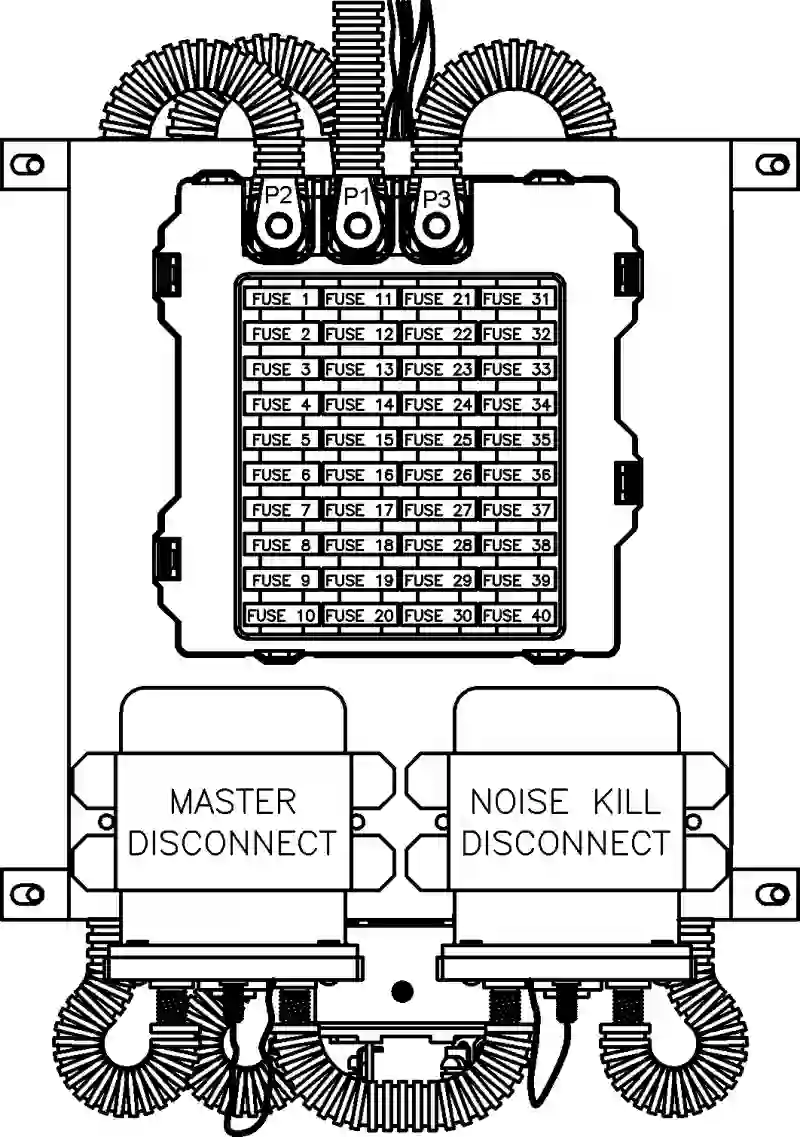 P2 P1 P3
FUSE 1 FUSE 11 FUSE 21 FUSE 31
FUSE 2 FUSE 12 FUSE 22 FUSE 32
FUSE 3 FUSE 13 FUSE 23 FUSE 33
FUSE 4 FUSE 14 FUSE 24 FUSE 34
FUSE 5 FUSE 15 FUSE 25 FUSE 35
FUSE 6 FUSE 16 FUSE 26 FUSE 36
FUSE 7 FUSE 17 FUSE 27 FUSE 37
FUSE 8 FUSE 18 FUSE 28 FUSE 38
FUSE 9 FUSE 19 FUSE 29 FUSE 39
FUSE 10 FUSE 20 FUSE 30 FUSE 40
MASTER
DISCONNECT
NOISE KILL
DISCONNECT